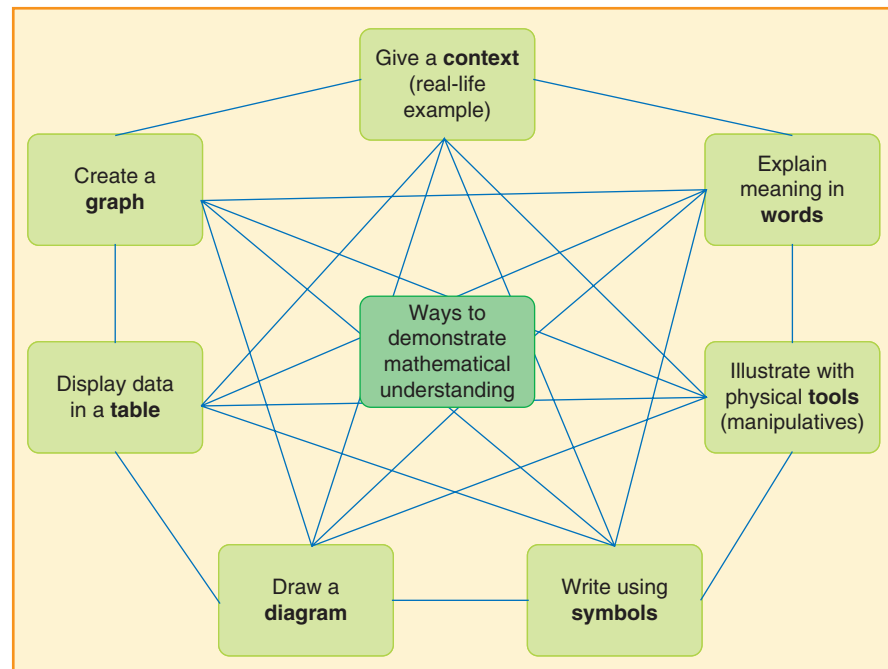 Give a context
(real-life
example)
Create a
graph
Explain
meaning in
words
Ways to
demonstrate
mathematical
understanding
Display data
in a table
Illustrate with
physical tools
(manipulatives)
Draw a
diagram
Write using
symbols